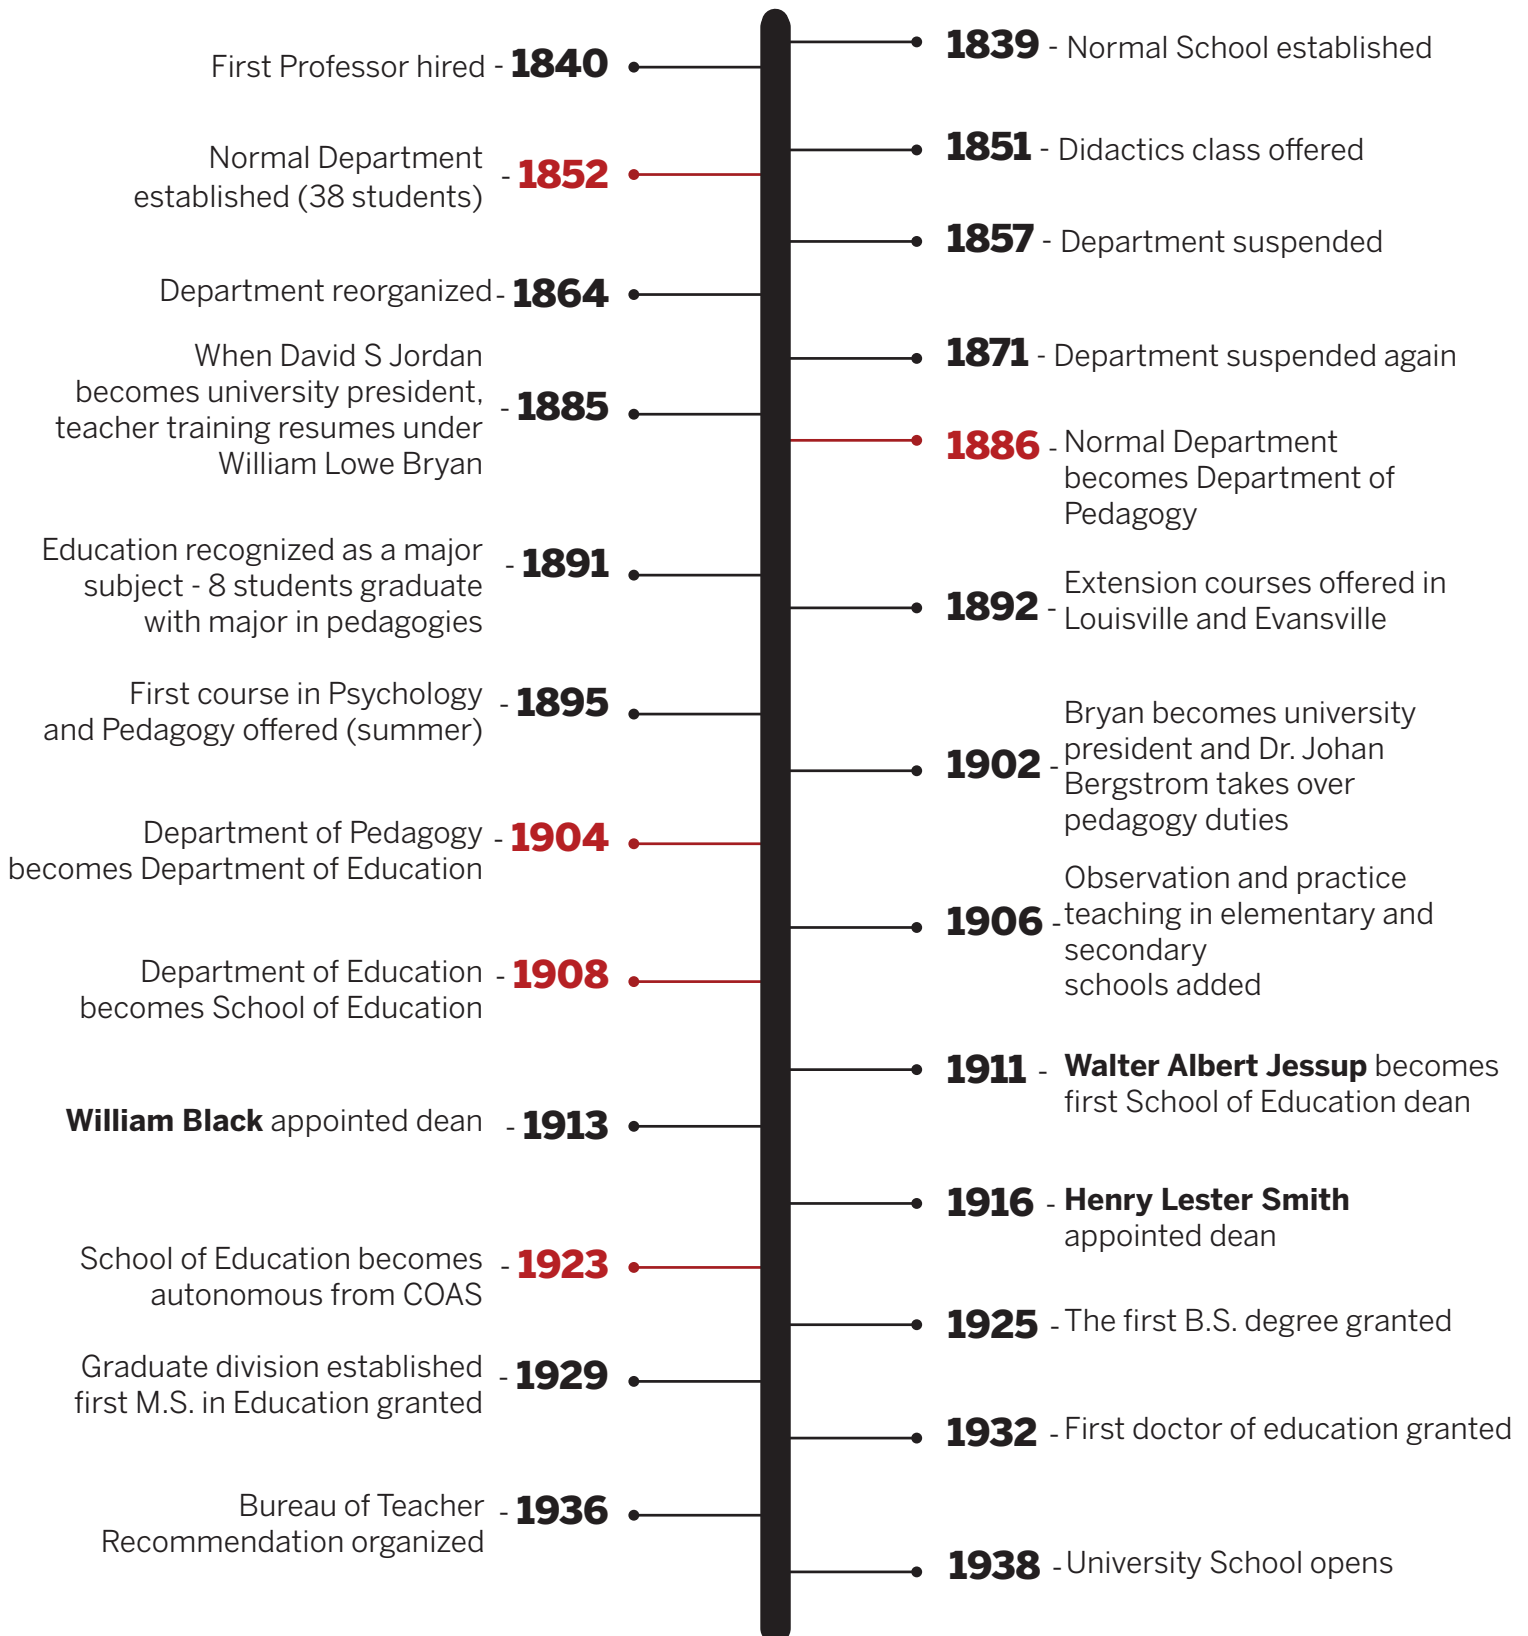 1839 - Normal School established
First Professor hired - 1840
1851 - Didactics class offered
Normal Department
established (38 students)
- 1852
1857 - Department suspended
Department reorganized - 1864
1871 - Department suspended again
When David S Jordan
becomes university president,
teacher training resumes under
William Lowe Bryan
- 1885
1886 - Normal Department
becomes Department of
Pedagogy
Education recognized as a major
subject - 8 students graduate
with major in pedagogies
- 1891
1892 -
Extension courses offered in
Louisville and Evansville
First course in Psychology
and Pedagogy offered (summer)
- 1895
1902 -
Bryan becomes university
president and Dr. Johan
Bergstrom takes over
pedagogy duties
Department of Pedagogy
becomes Department of Education
- 1904
1906 -
Observation and practice
teaching in elementary and
secondary
schools added
Department of Education
becomes School of Education
- 1908
1911 - Walter Albert Jessup becomes
first School of Education dean
William Black appointed dean - 1913
1916 - Henry Lester Smith
appointed dean
School of Education becomes
autonomous from COAS
- 1923
1925 - The first B.S. degree granted
Graduate division established
first M.S. in Education granted
- 1929
1932 - First doctor of education granted
Bureau of Teacher
Recommendation organized
- 1936
1938 - University School opens